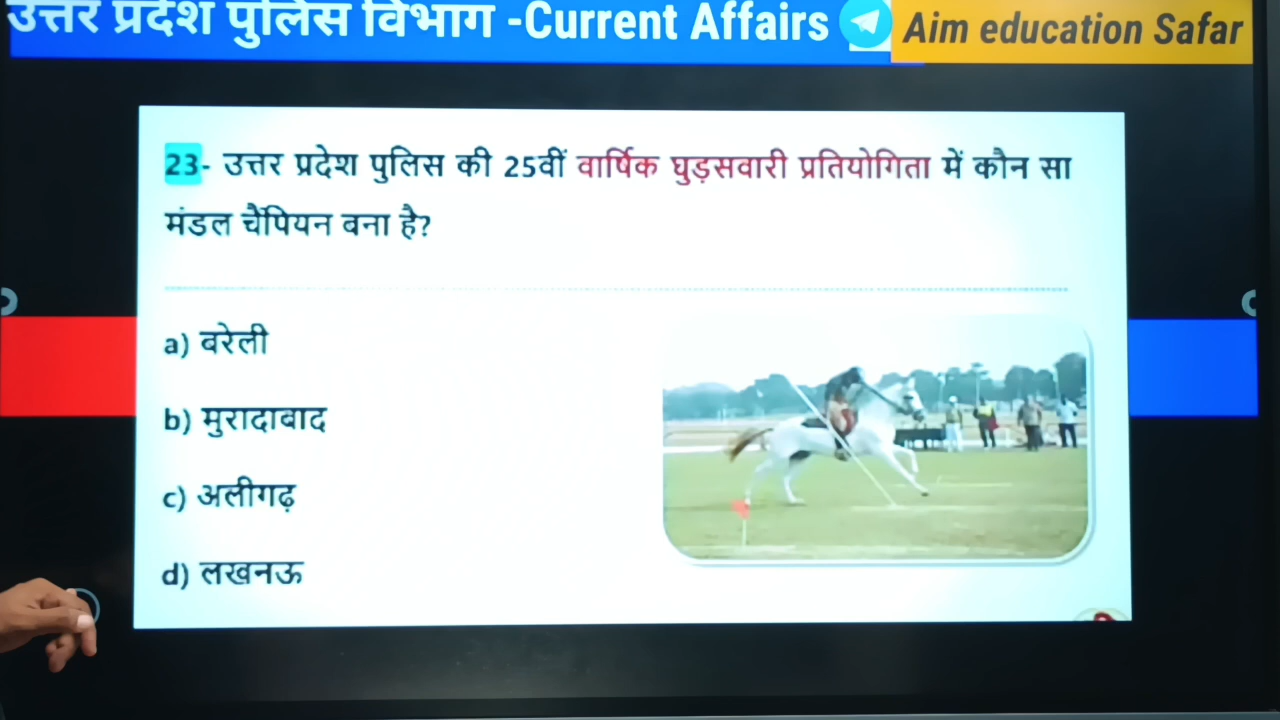 उत्तर प्रदेश पुलिस विभाग -Current Affairs
Aim education Safar
23- उत्तर प्रदेश पुलिस की 25वीं वार्षिक घुड़सवारी प्रतियोगिता में कौन सा
मंडल चैंपियन बना है?
a) बरेली
b) मुरादाबाद
c) अलीगढ़
d) लखनऊ